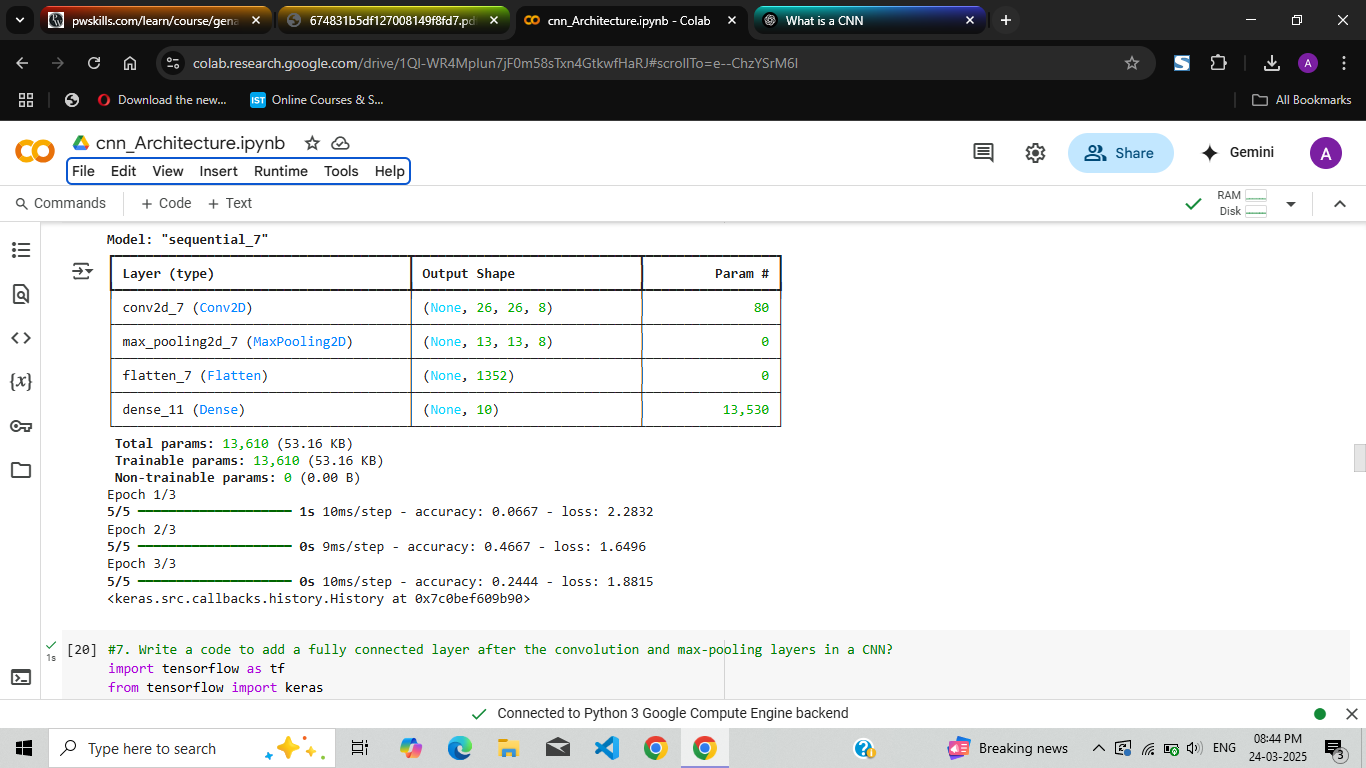 pwskills.com/learn/course/gena
674831b5df127008149f8fd7.pd
cnn_Architecture.ipynb - Colab
What is a CNN
colab.research.google.com/drive/1QI-WR4MpIun7jF0m58sTxn4GtkwfHaRJ#scrollTo=e--ChzYSrM6I
A
Download the new...
IST
Online Courses & S...
All Bookmarks
cnn_Architecture.ipynb
File Edit View Insert Runtime Tools Help
Share
Gemini
A
Commands
+ Code + Text
RAM
Disk
Model: "sequential_7"
Layer (type) Output Shape Param #
conv2d_7 (Conv2D) (None, 26, 26, 8) 80
max_pooling2d_7 (MaxPooling2D) (None, 13, 13, 8) 0
flatten_7 (Flatten) (None, 1352) 0
dense_11 (Dense) (None, 10) 13,530
Total params: 13,610 (53.16 KB)
Trainable params: 13,610 (53.16 KB)
Non-trainable params: 0 (0.00 B)
Epoch 1/3
5/5 ━━━━━━━━━━━━━━━━━━━━ 1s 10ms/step - accuracy: 0.0667 - loss: 2.2832
Epoch 2/3
5/5 ━━━━━━━━━━━━━━━━━━━━ 0s 9ms/step - accuracy: 0.4667 - loss: 1.6496
Epoch 3/3
5/5 ━━━━━━━━━━━━━━━━━━━━ 0s 10ms/step - accuracy: 0.2444 - loss: 1.8815
<keras.src.callbacks.history.History at 0x7c0bef609b90>
1s
[20] #7. Write a code to add a fully connected layer after the convolution and max-pooling layers in a CNN?
import tensorflow as tf
from tensorflow import keras
Connected to Python 3 Google Compute Engine backend
Type here to search
Breaking news
ENG
08:44 PM
24-03-2025
3